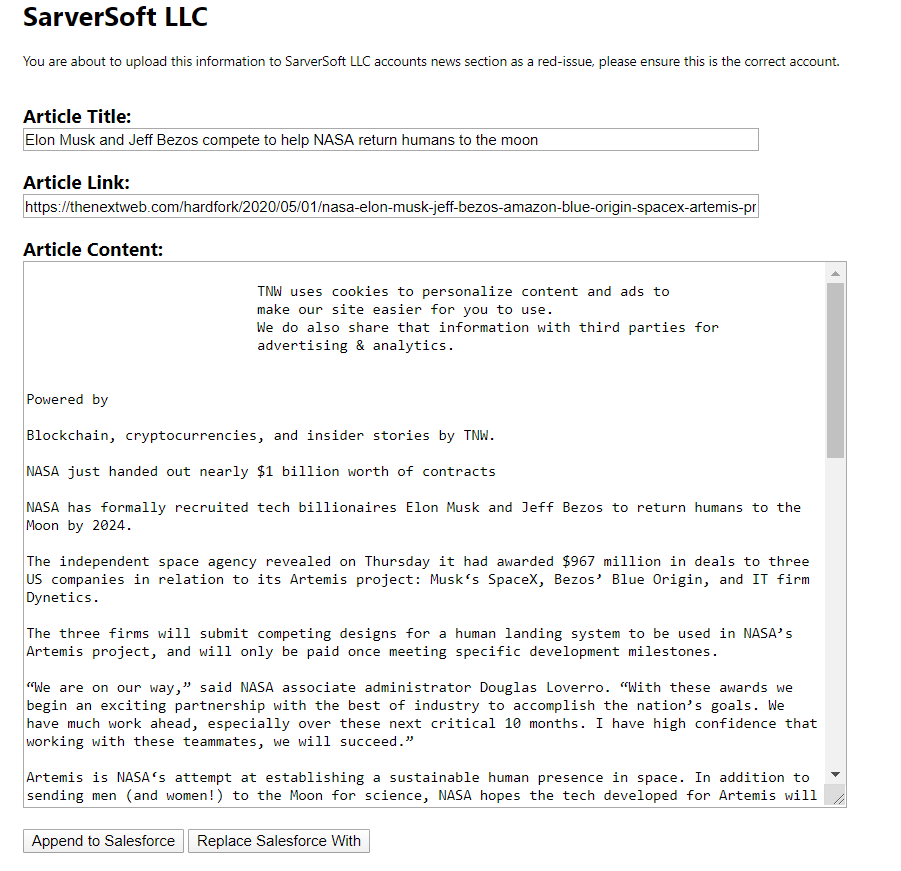 SarverSoft LLC
You are about to upload this information to SarverSoft LLC accounts news section as a red-issue, please ensure this is the correct account.
Article Title:
Elon Musk and Jeff Bezos compete to help NASA return humans to the moon
Article Link:
https://thenextweb.com/hardfork/2020/05/01/nasa-elon-musk-jeff-bezos-amazon-blue-origin-spacex-artemis-pr
Article Content:
TNW uses cookies to personalize content and ads to
make our site easier for you to use.
We do also share that information with third parties for
advertising & analytics.
Powered by
Blockchain, cryptocurrencies, and insider stories by TNW.
NASA just handed out nearly $1 billion worth of contracts
NASA has formally recruited tech billionaires Elon Musk and Jeff Bezos to return humans to the
Moon by 2024.
The independent space agency revealed on Thursday it had awarded $967 million in deals to three
US companies in relation to its Artemis project: Musk‘s SpaceX, Bezos’ Blue Origin, and IT firm
Dynetics.
The three firms will submit competing designs for a human landing system to be used in NASA’s
Artemis project, and will only be paid once meeting specific development milestones.
“We are on our way,” said NASA associate administrator Douglas Loverro. “With these awards we
begin an exciting partnership with the best of industry to accomplish the nation’s goals. We
have much work ahead, especially over these next critical 10 months. I have high confidence that
working with these teammates, we will succeed.”
Artemis is NASA‘s attempt at establishing a sustainable human presence in space. In addition to
sending men (and women!) to the Moon for science, NASA hopes the tech developed for Artemis will
Append to Salesforce Replace Salesforce With